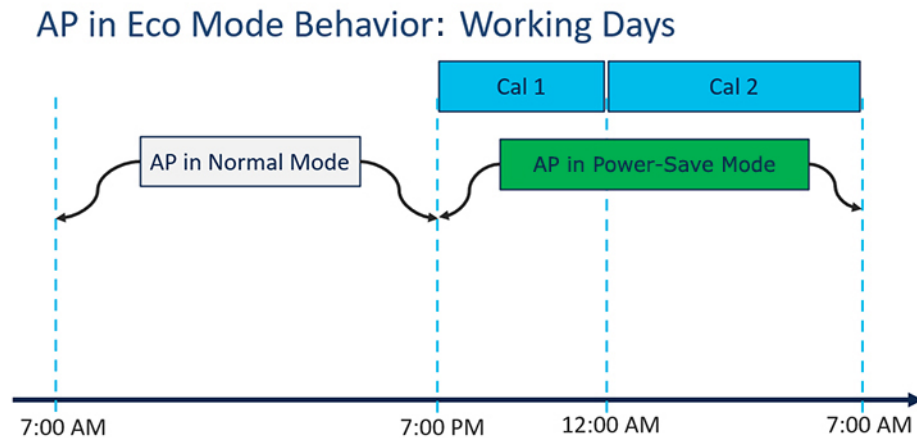 AP in Eco Mode Behavior: Working Days
Cal 1
Cal 2
AP in Normal Mode
AP in Power-Save Mode
7:00 AM
7:00 PM
12:00 AM
7:00 AM